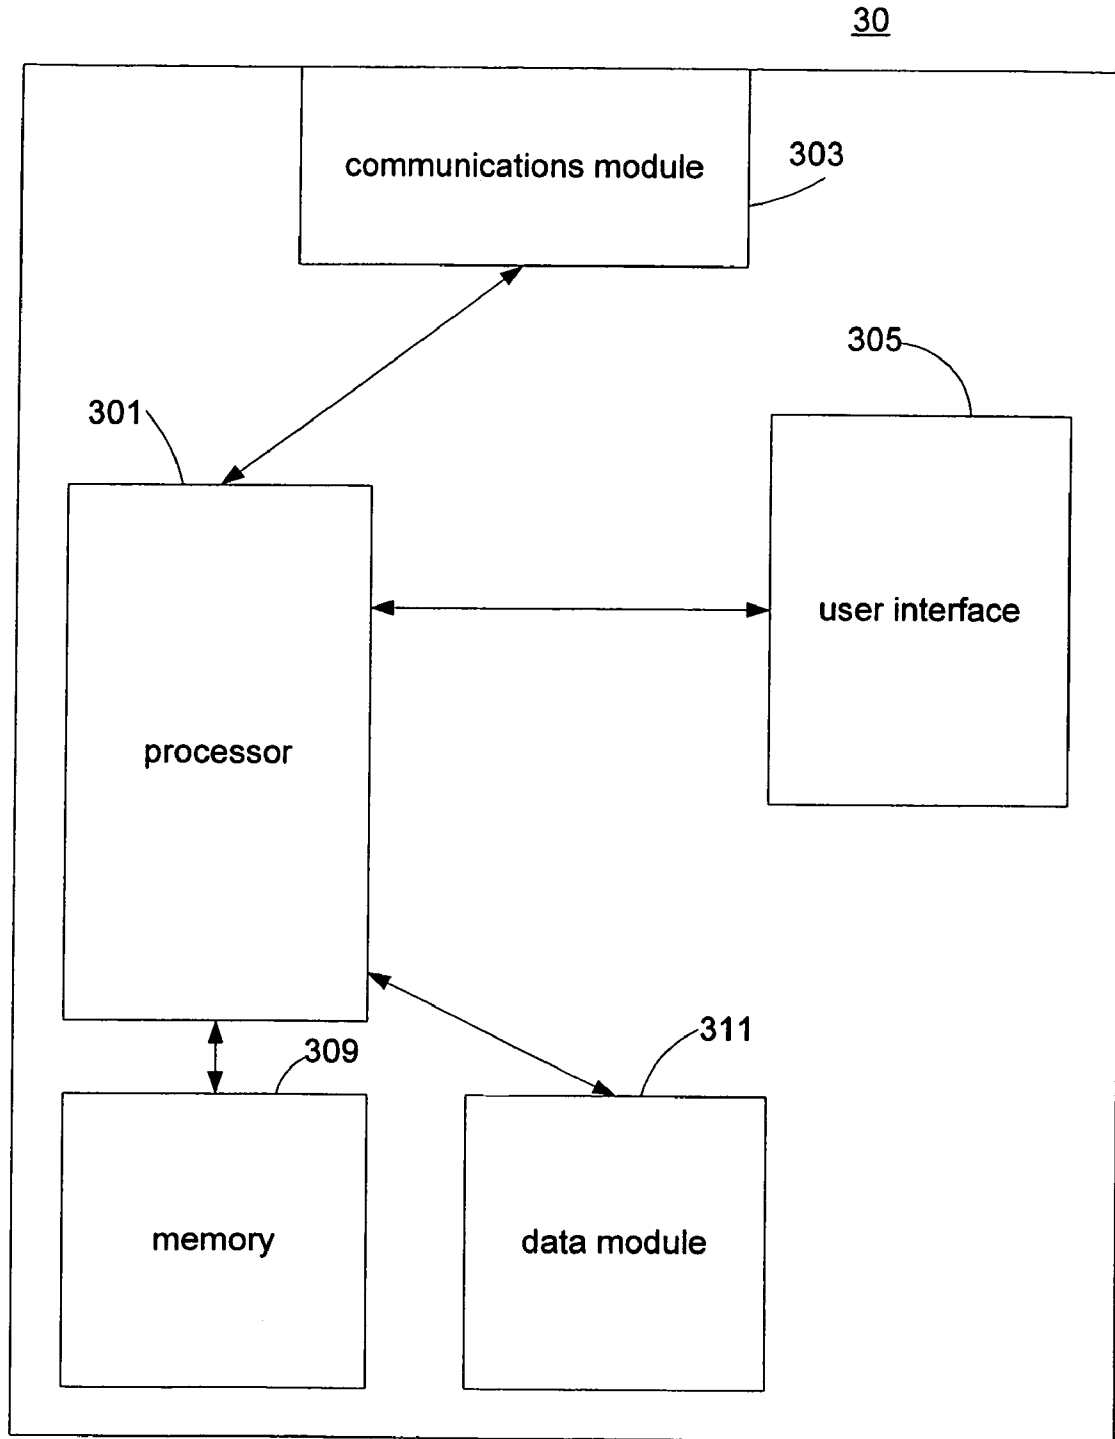 30
communications module
303
305
301
user interface
processor
311
309
memory
data module